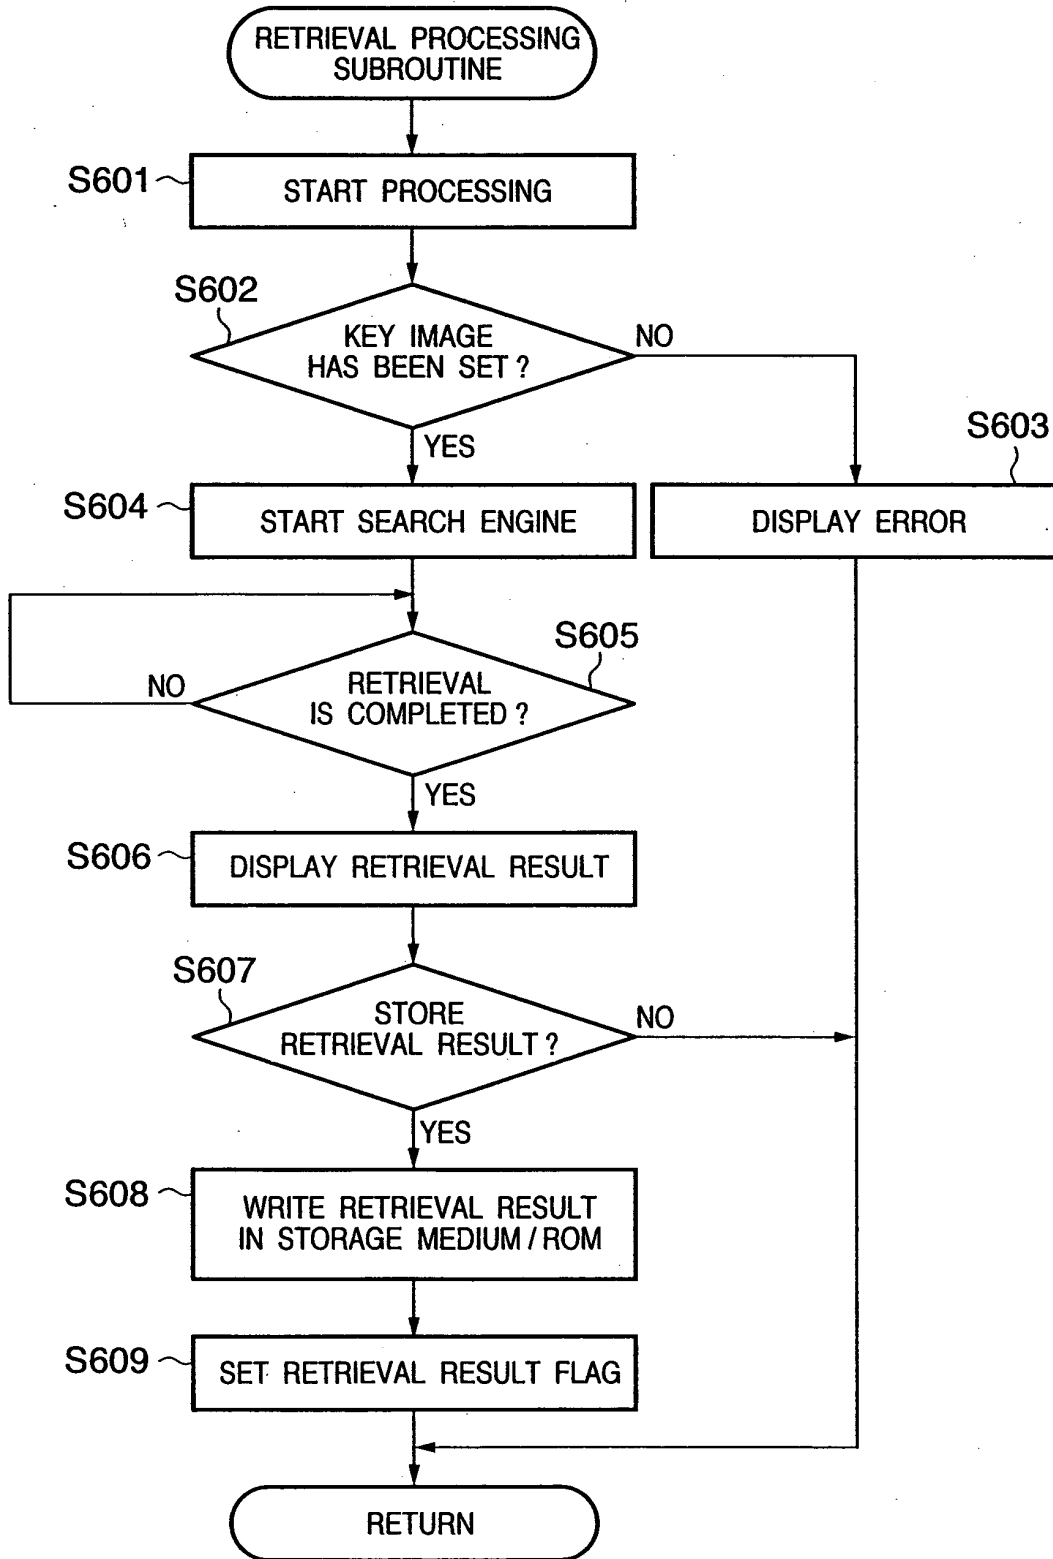 RETRIEVAL PROCESSING
SUBROUTINE
S601
START PROCESSING
S602
KEY IMAGE
HAS BEEN SET ?
NO
YES
S603
S604
START SEARCH ENGINE
DISPLAY ERROR
S605
NO
RETRIEVAL
IS COMPLETED ?
YES
S606
DISPLAY RETRIEVAL RESULT
S607
STORE
RETRIEVAL RESULT ?
NO
YES
S608
WRITE RETRIEVAL RESULT
IN STORAGE MEDIUM / ROM
S609
SET RETRIEVAL RESULT FLAG
RETURN